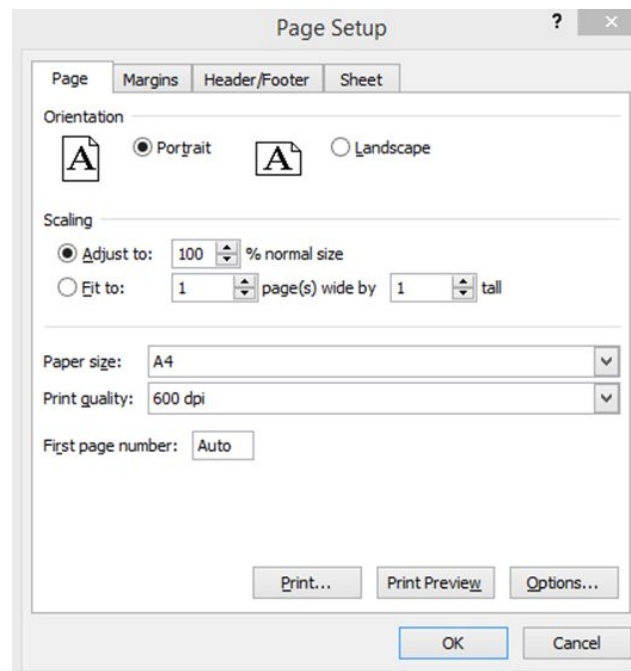 Page Setup ?
Page Margins Header/Footer Sheet
Orientation
A Portrait A Landscape
Scaling
Adjust to: 100 % normal size
Fit to: 1 page(s) wide by 1 tall
Paper size: A4
Print quality: 600 dpi
First page number: Auto
Print... Print Preview Options...
OK Cancel